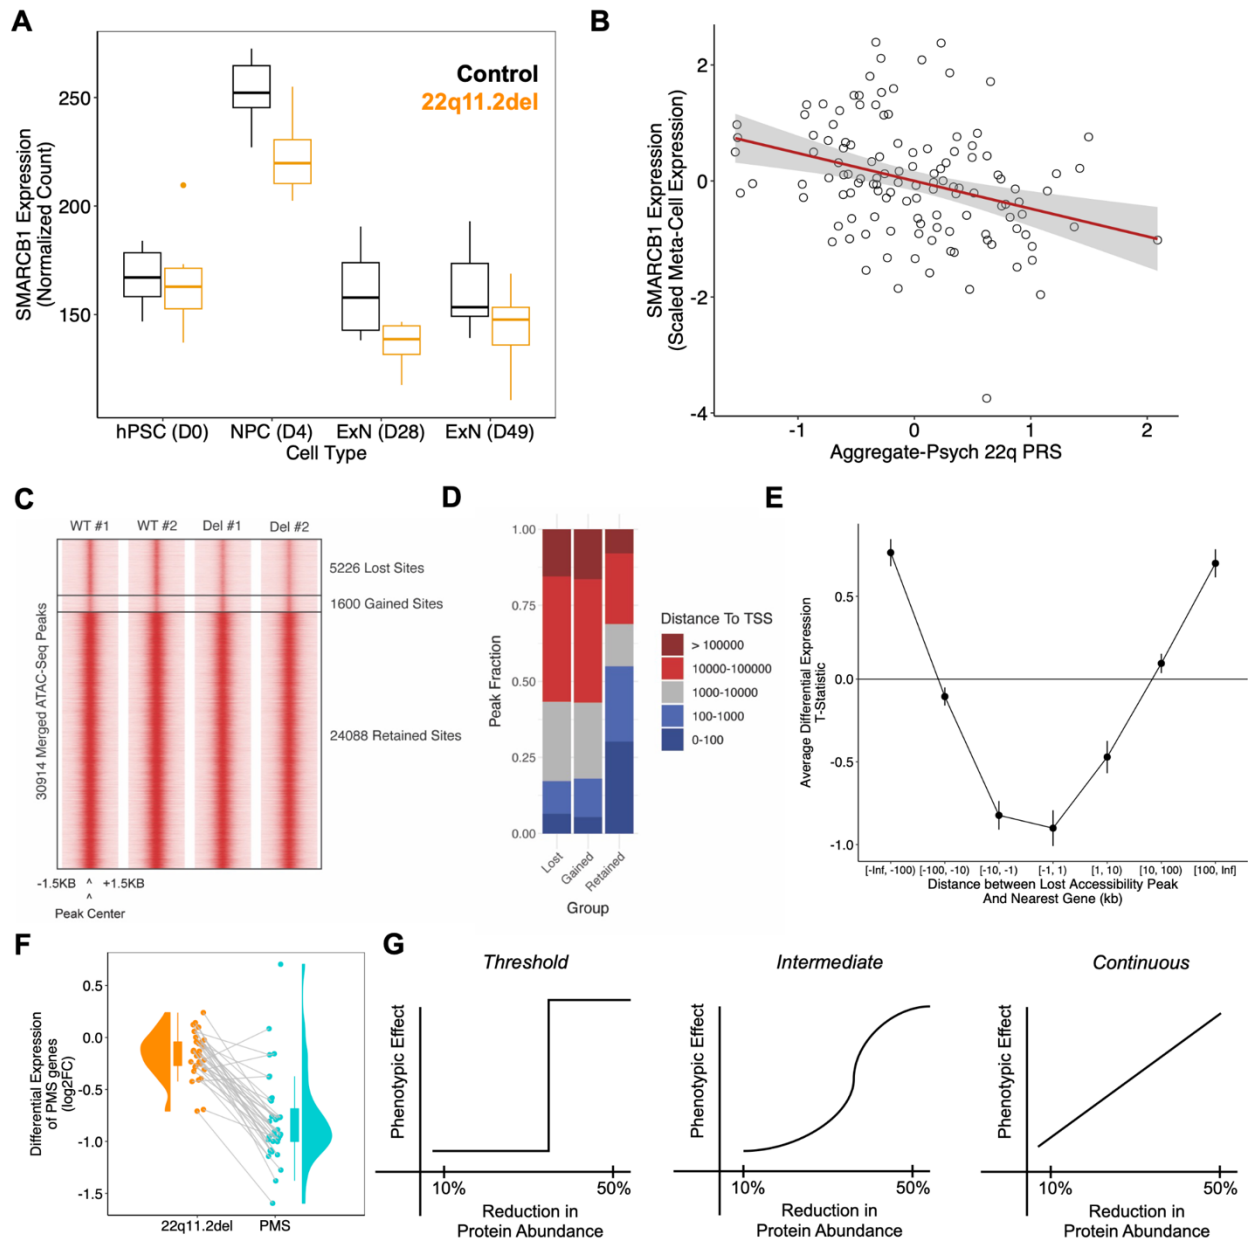 A
SMARCB1 Expression
(Normalized Count)
250
200
150
Control
22q11.2del
hPSC (D0)
NPC (D4)
ExN (D28)
ExN (D49)
Cell Type
B
SMARCB1 Expression
(Scaled Meta-Cell Expression)
2
0
-2
-4
-1
0
1
2
Aggregate-Psych 22q PRS
C
WT #1
WT #2
Del #1
Del #2
30914 Merged ATAC-Seq Peaks
5226 Lost Sites
1600 Gained Sites
24088 Retained Sites
-1.5KB
^
+1.5KB
^
Peak Center
D
Peak Fraction
1.00
0.75
0.50
0.25
0.00
Lost
Gained
Retained
Group
Distance To TSS
> 100000
10000-100000
1000-10000
100-1000
0-100
E
Average Differential Expression
T-Statistic
0.5
0.0
-0.5
-1.0
[-Inf, -100)
[-100, -10)
[-10, -1)
[-1, 1)
[1, 10)
[10, 100)
[100, Inf]
Distance between Lost Accessibility Peak
And Nearest Gene (kb)
F
Differential Expression
of PMS genes
(log2FC)
0.5
0.0
-0.5
-1.0
-1.5
22q11.2del
PMS
G
Threshold
Phenotypic Effect
10%
50%
Reduction in
Protein Abundance
Intermediate
Phenotypic Effect
10%
50%
Reduction in
Protein Abundance
Continuous
Phenotypic Effect
10%
50%
Reduction in
Protein Abundance